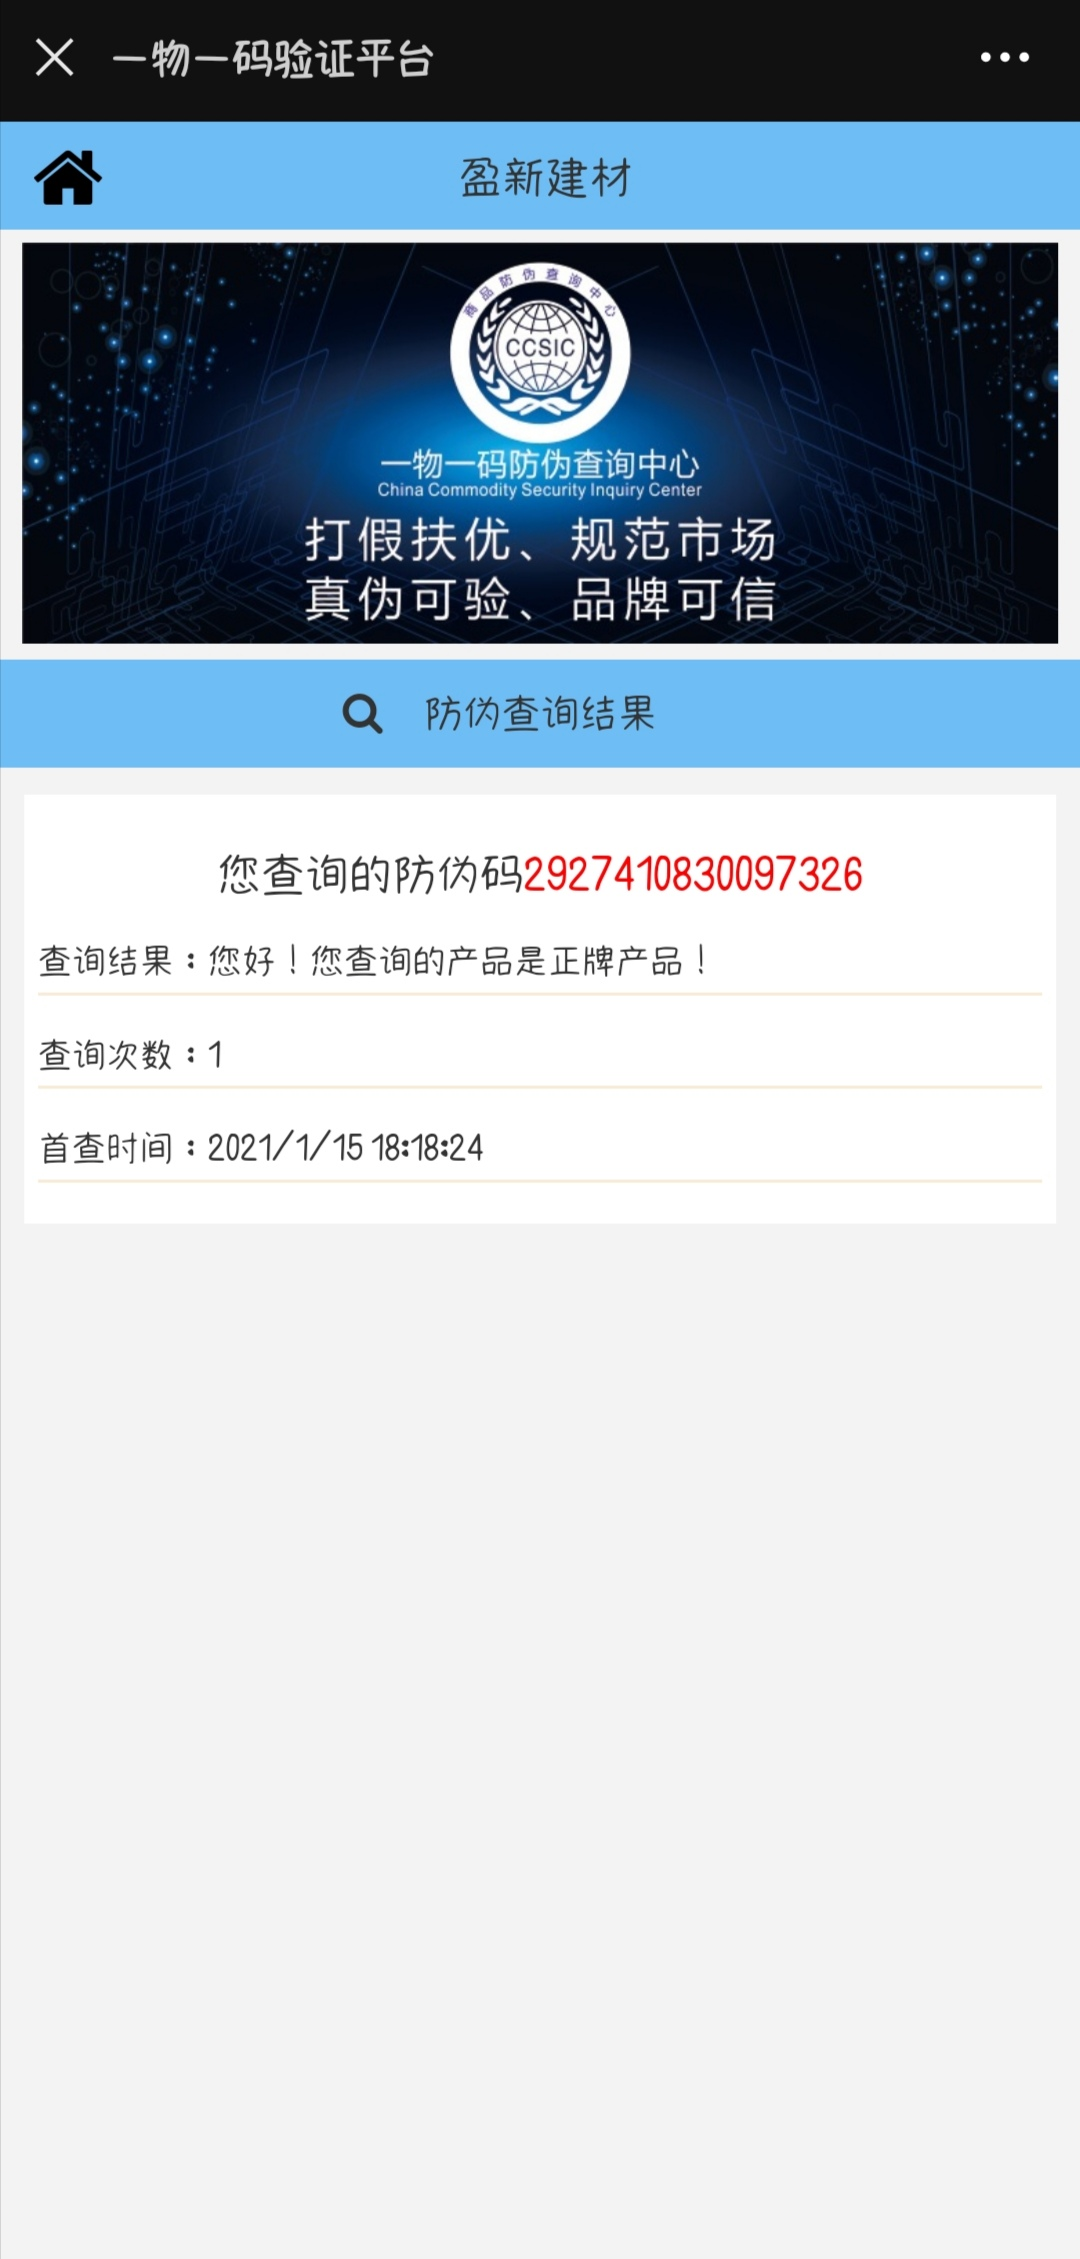 一物一码验证平台
盈新建材
商品防伪查询中心
CCSIC
一物一码防伪查询中心
China Commodity Security Inquiry Center
打假扶优、规范市场
真伪可验、品牌可信
防伪查询结果
您查询的防伪码2927410830097326
查询结果：您好！您查询的产品是正牌产品！
查询次数：1
首查时间：2021/1/15 18:18:24